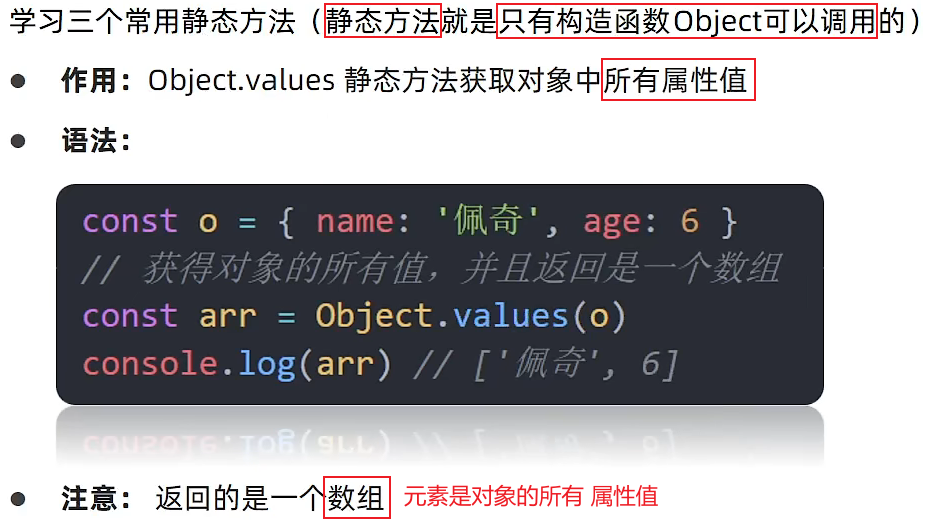 学习三个常用静态方法（静态方法就是只有构造函数Object可以调用的）
● 作用：Object.values 静态方法获取对象中所有属性值
● 语法：
const o = { name: '佩奇', age: 6 }
// 获得对象的所有值，并且返回是一个数组
const arr = Object.values(o)
console.log(arr) // ['佩奇', 6]
● 注意： 返回的是一个数组 元素是对象的所有 属性值